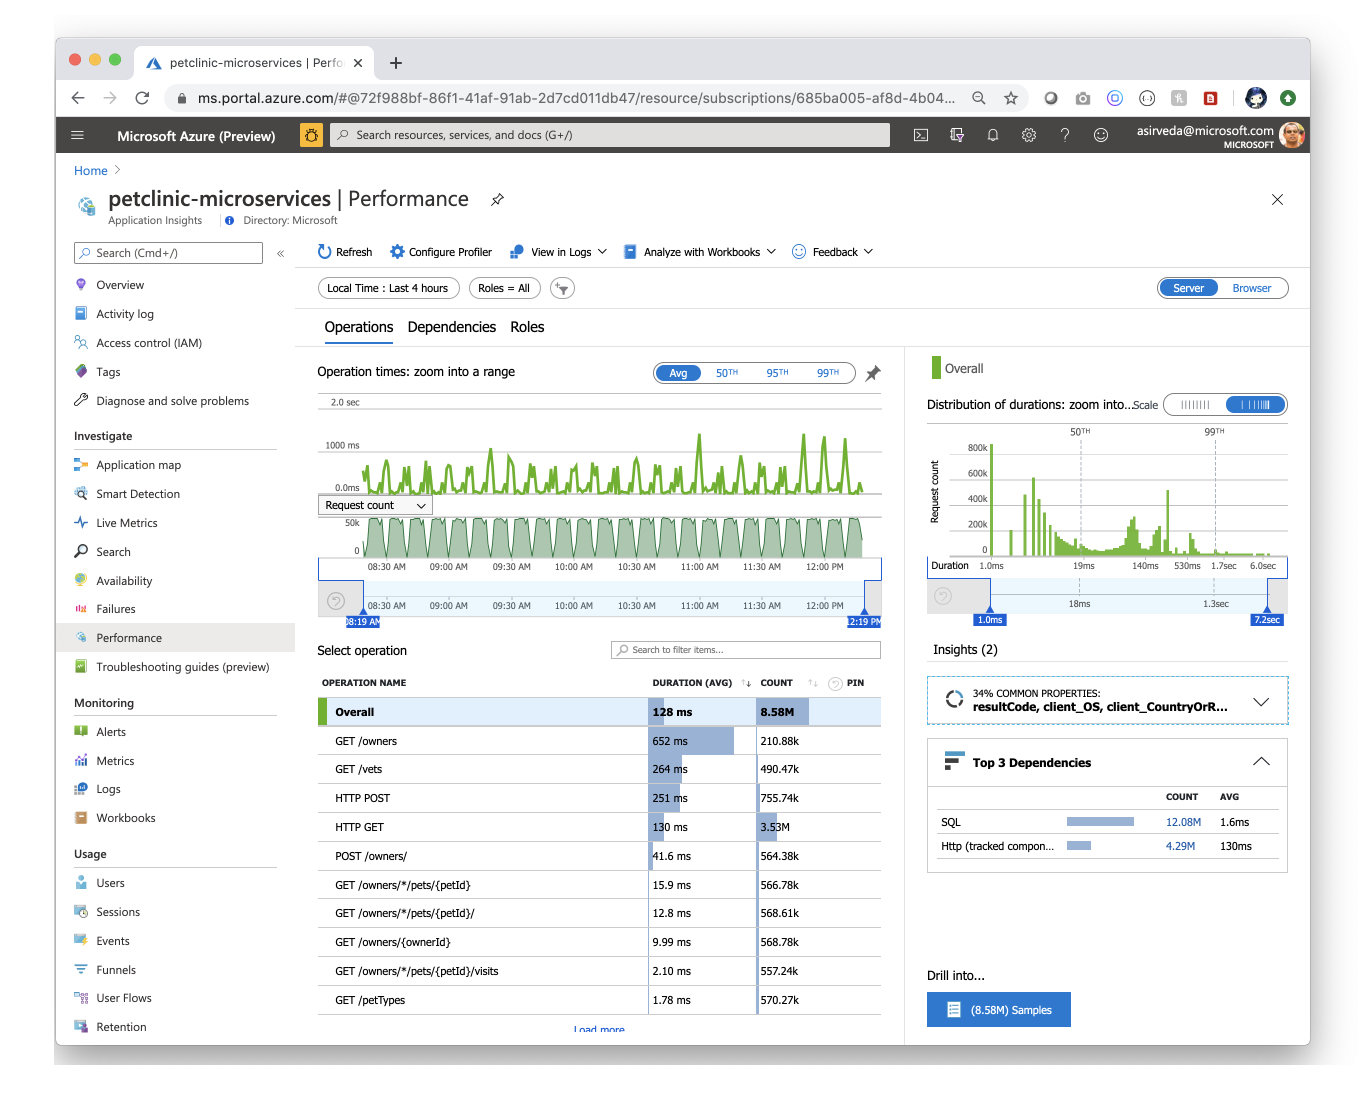 petclinic-microservices | Perfo
ms.portal.azure.com/#@72f988bf-86f1-41af-91ab-2d7cd011db47/resource/subscriptions/685ba005-af8d-4b04...
Microsoft Azure (Preview)
Search resources, services, and docs (G+/)
asirveda@microsoft.com
MICROSOFT
Home
petclinic-microservices | Performance
Application Insights
Directory: Microsoft
Search (Cmd+/)
Overview
Activity log
Access control (IAM)
Tags
Diagnose and solve problems
Investigate
Application map
Smart Detection
Live Metrics
Search
Availability
Failures
Performance
Troubleshooting guides (preview)
Monitoring
Alerts
Metrics
Logs
Workbooks
Usage
Users
Sessions
Events
Funnels
User Flows
Retention
Refresh
Configure Profiler
View in Logs
Analyze with Workbooks
Feedback
Local Time : Last 4 hours
Roles = All
Server
Browser
Operations
Dependencies
Roles
Operation times: zoom into a range
Avg
50TH
95TH
99TH
2.0 sec
1000 ms
0.0ms
Request count
50k
0
08:30 AM 09:00 AM 09:30 AM 10:00 AM 10:30 AM 11:00 AM 11:30 AM 12:00 PM
08:30 AM 09:00 AM 09:30 AM 10:00 AM 10:30 AM 11:00 AM 11:30 AM 12:00 PM
08:19 AM
12:19 PM
Select operation
Search to filter items...
OPERATION NAME DURATION (AVG) COUNT PIN
Overall 128 ms 8.58M
GET /owners 652 ms 210.88k
GET /vets 264 ms 490.47k
HTTP POST 251 ms 755.74k
HTTP GET 130 ms 3.53M
POST /owners/ 41.6 ms 564.38k
GET /owners/*/pets/{petId} 15.9 ms 566.78k
GET /owners/*/pets/{petId}/ 12.8 ms 568.61k
GET /owners/{ownerId} 9.99 ms 568.78k
GET /owners/*/pets/{petId}/visits 2.10 ms 557.24k
GET /petTypes 1.78 ms 570.27k
Load more
Overall
Distribution of durations: zoom into...
Scale
50TH
99TH
Request count
800k
600k
400k
200k
0
Duration 1.0ms 19ms 140ms 530ms 1.7sec 6.0sec
18ms 1.3sec
1.0ms
7.2sec
Insights (2)
34% COMMON PROPERTIES:
resultCode, client_OS, client_CountryOrR...
Top 3 Dependencies
COUNT AVG
SQL 12.08M 1.6ms
Http (tracked compon... 4.29M 130ms
Drill into...
(8.58M) Samples